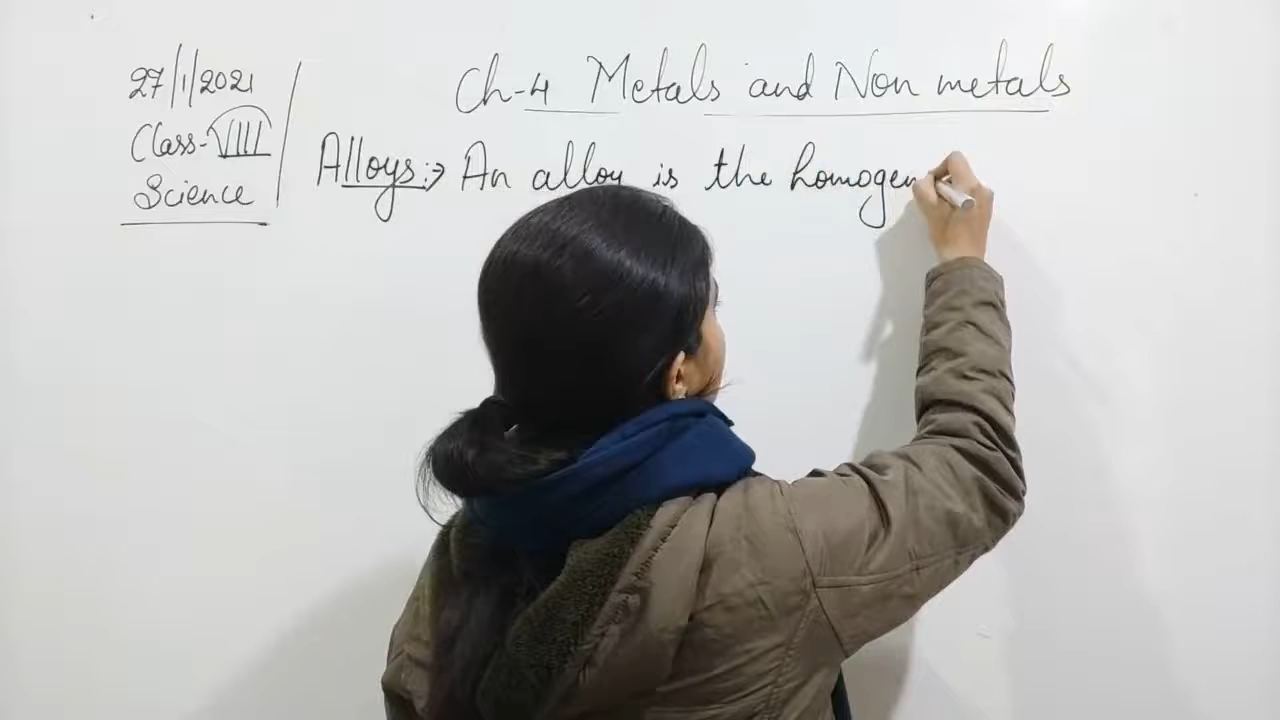 27/1/2021
Class-VIII
Science
Ch-4 Metals and Non metals
Alloys:→ An alloy is the homogen